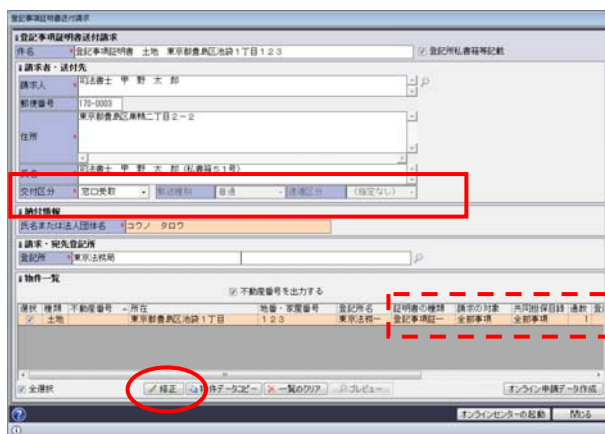 登記事項証明書送付請求
登記事項証明書送付請求
件名 *登記事項証明書 土地 東京都豊島区池袋1丁目123 登記所私書箱等記載
請求者・送付先
請求人 司法書士 甲 野 太 郎
郵便番号 170-0003
住所 東京都豊島区巣鴨二丁目2-2
氏名 司法書士 甲 野 太 郎(私書箱51号)
交付区分 *窓口受取 郵送種別 普通 速達区分 (指定なし)
納付情報
氏名または法人団体名 *コウノ タロウ
請求・宛先登記所
登記所 *東京法務局
物件一覧
不動産番号を出力する
選択 種類 不動産番号 所在 地番・家屋番号 登記所名 証明書の種類 請求の対象 共同担保目録 通数
土地 東京都豊島区池袋1丁目 123 東京法務― 登記事項証― 全部事項 全部事項 1
全選択 修正 物件データコピー 一覧のクリア プレビュー... オンライン申請データ作成
オンラインセンターの起動 閉じる